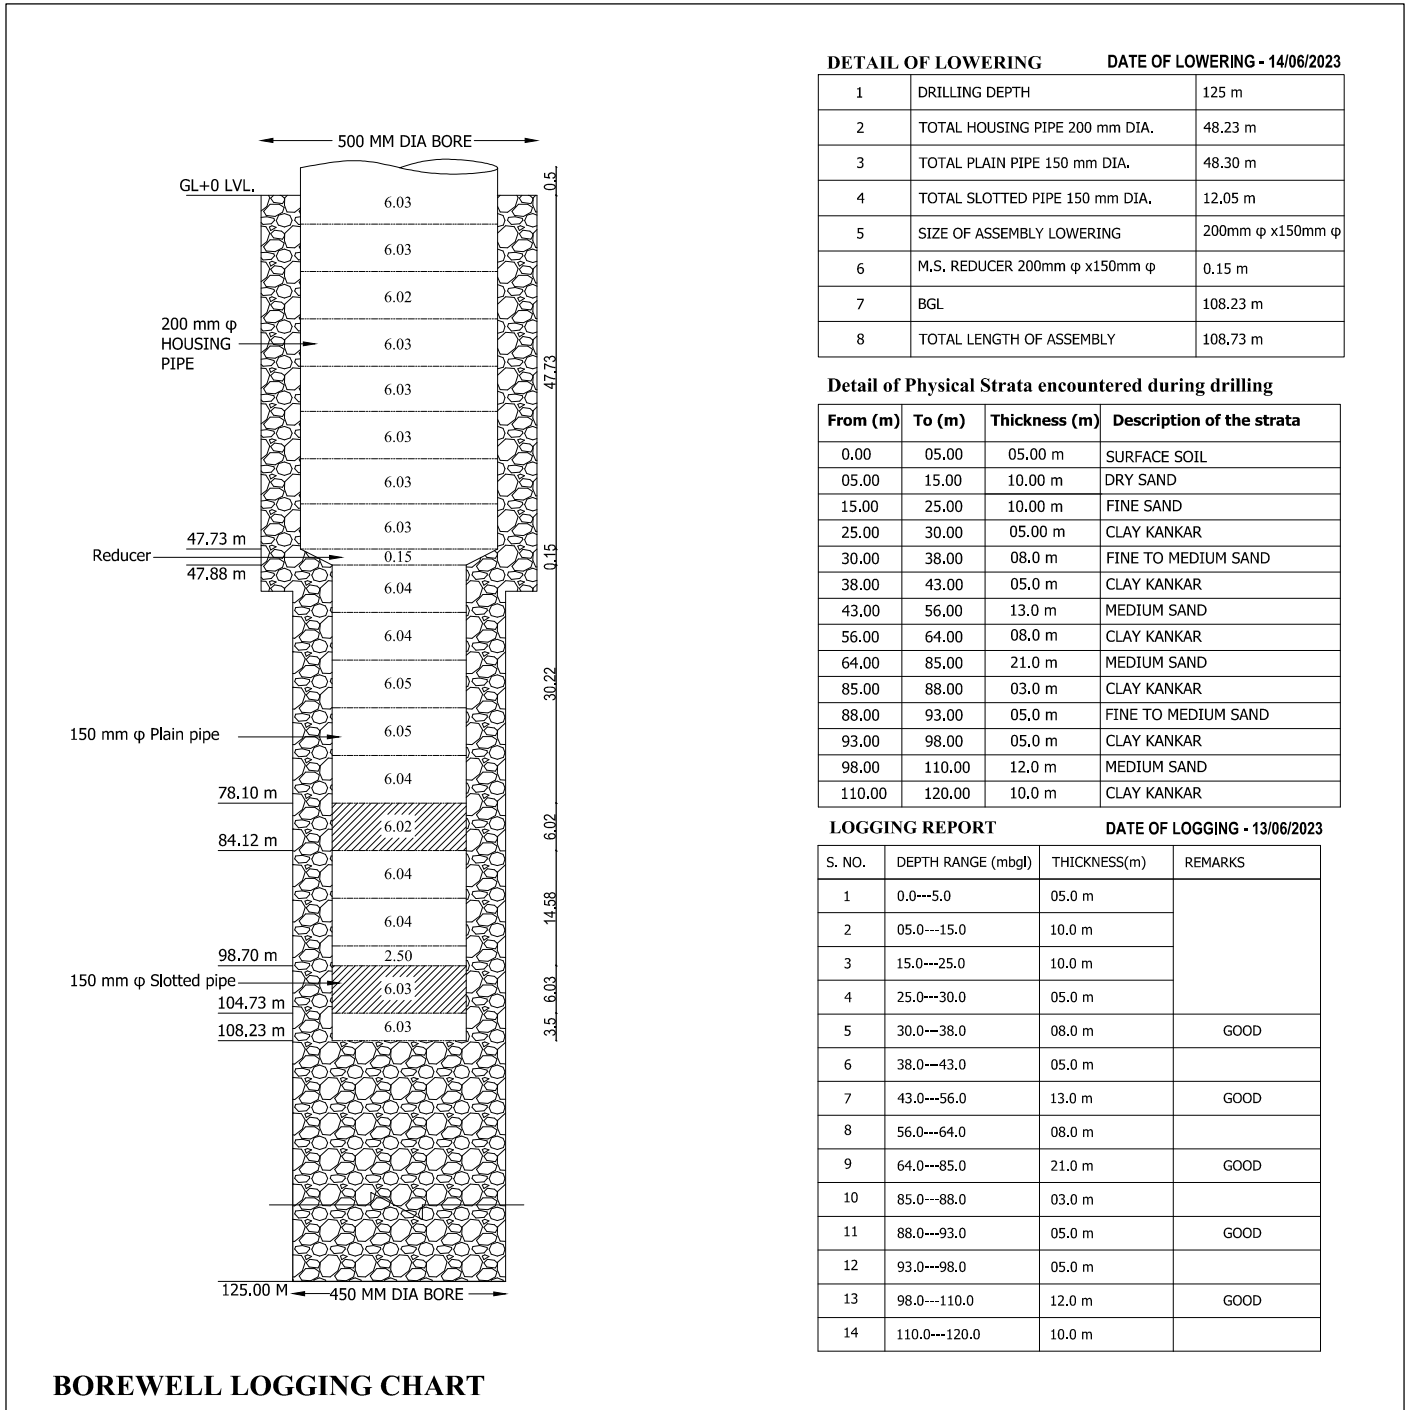 500 MM DIA BORE
GL+0 LVL.
0.5
6.03
6.03
6.02
200 mm φ
HOUSING
PIPE
6.03
47.73
6.03
6.03
6.03
6.03
47.73 m
Reducer
0.15
0.15
47.88 m
6.04
6.04
6.05
30.22
150 mm φ Plain pipe
6.05
6.04
78.10 m
6.02
6.02
84.12 m
6.04
6.04
14.58
2.50
98.70 m
150 mm φ Slotted pipe
6.03
6.03
104.73 m
6.03
3.5
108.23 m
125.00 M
450 MM DIA BORE
BOREWELL LOGGING CHART
DETAIL OF LOWERING DATE OF LOWERING - 14/06/2023
1 DRILLING DEPTH 125 m
2 TOTAL HOUSING PIPE 200 mm DIA. 48.23 m
3 TOTAL PLAIN PIPE 150 mm DIA. 48.30 m
4 TOTAL SLOTTED PIPE 150 mm DIA. 12.05 m
5 SIZE OF ASSEMBLY LOWERING 200mm φ x150mm φ
6 M.S. REDUCER 200mm φ x150mm φ 0.15 m
7 BGL 108.23 m
8 TOTAL LENGTH OF ASSEMBLY 108.73 m
Detail of Physical Strata encountered during drilling
From (m) To (m) Thickness (m) Description of the strata
0.00 05.00 05.00 m SURFACE SOIL
05.00 15.00 10.00 m DRY SAND
15.00 25.00 10.00 m FINE SAND
25.00 30.00 05.00 m CLAY KANKAR
30.00 38.00 08.0 m FINE TO MEDIUM SAND
38.00 43.00 05.0 m CLAY KANKAR
43.00 56.00 13.0 m MEDIUM SAND
56.00 64.00 08.0 m CLAY KANKAR
64.00 85.00 21.0 m MEDIUM SAND
85.00 88.00 03.0 m CLAY KANKAR
88.00 93.00 05.0 m FINE TO MEDIUM SAND
93.00 98.00 05.0 m CLAY KANKAR
98.00 110.00 12.0 m MEDIUM SAND
110.00 120.00 10.0 m CLAY KANKAR
LOGGING REPORT DATE OF LOGGING - 13/06/2023
S. NO. DEPTH RANGE (mbgl) THICKNESS(m) REMARKS
1 0.0---5.0 05.0 m
2 05.0---15.0 10.0 m
3 15.0---25.0 10.0 m
4 25.0---30.0 05.0 m
5 30.0---38.0 08.0 m GOOD
6 38.0---43.0 05.0 m
7 43.0---56.0 13.0 m GOOD
8 56.0---64.0 08.0 m
9 64.0---85.0 21.0 m GOOD
10 85.0---88.0 03.0 m
11 88.0---93.0 05.0 m GOOD
12 93.0---98.0 05.0 m
13 98.0---110.0 12.0 m GOOD
14 110.0---120.0 10.0 m